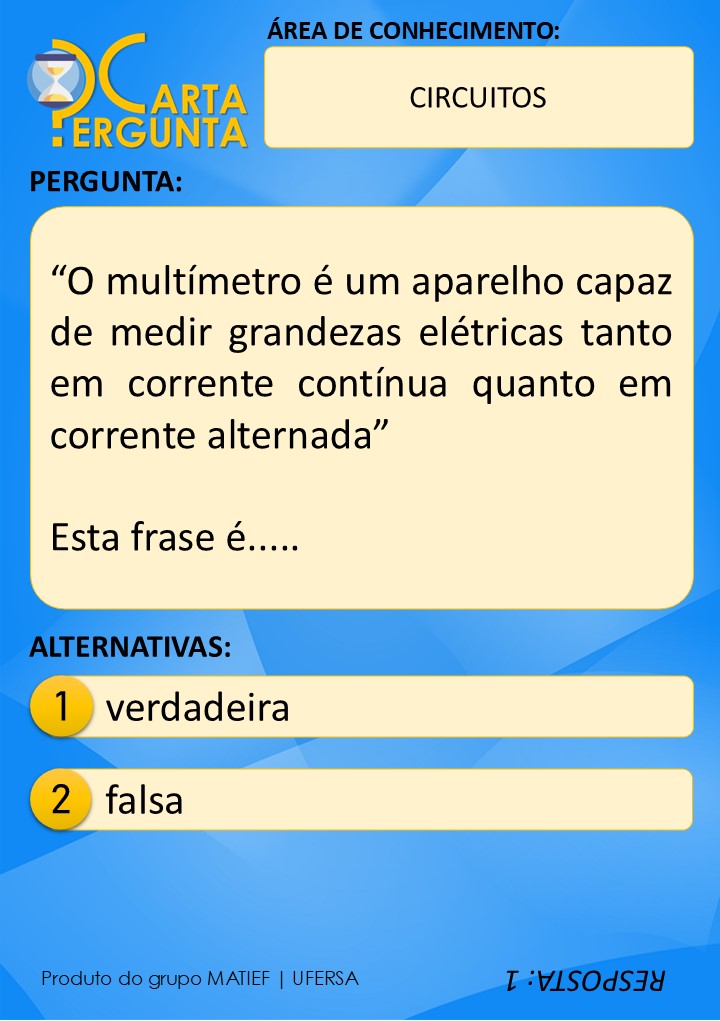 ÁREA DE CONHECIMENTO:
CARTA
PERGUNTA
CIRCUITOS
PERGUNTA:
“O multímetro é um aparelho capaz
de medir grandezas elétricas tanto
em corrente contínua quanto em
corrente alternada”
Esta frase é.....
ALTERNATIVAS:
1 verdadeira
2 falsa
Produto do grupo MATIEF | UFERSA
RESPOSTA: 1